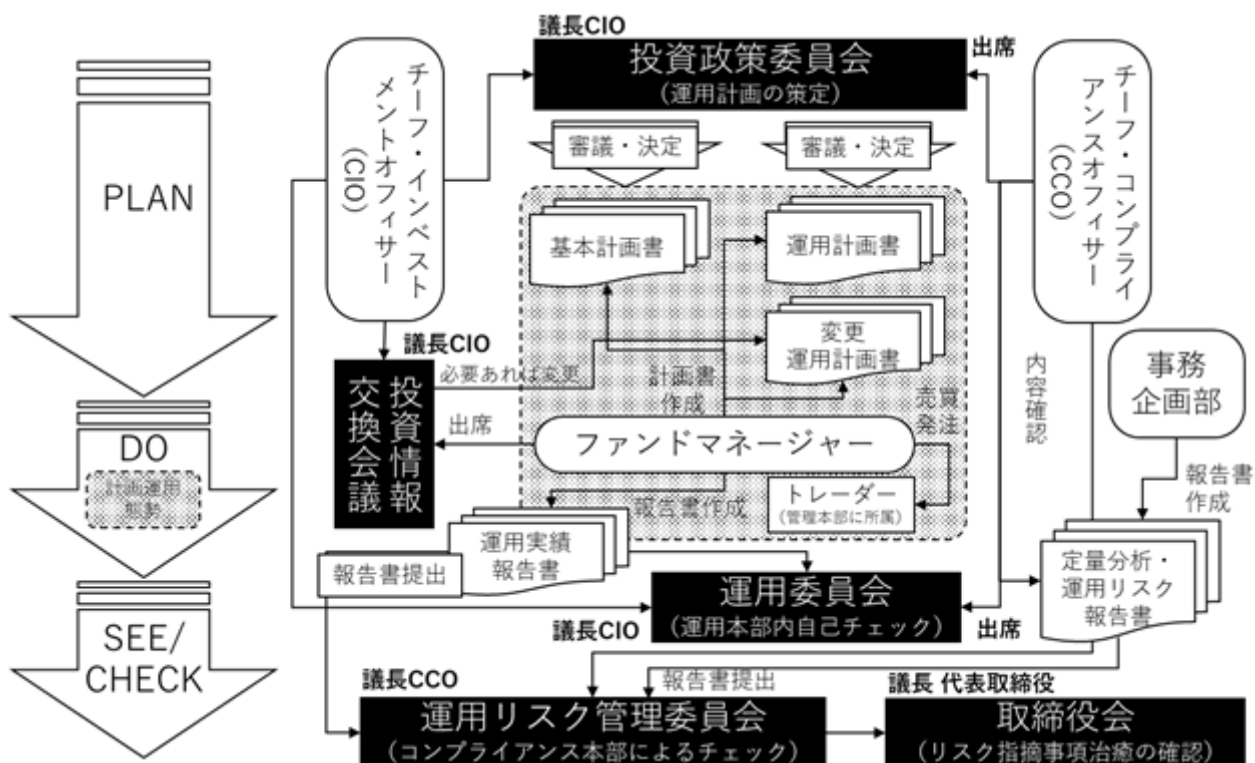 議長CIO
投資政策委員会
(運用計画の策定)
出席
チーフ・インベスト
メントオフィサー
(CIO)
チーフ・コンプライ
アンスオフィサー
(CCO)
PLAN
審議・決定
審議・決定
基本計画書
運用計画書
変更
運用計画書
議長CIO
必要あれば変更
計画書
作成
売買
発注
内容確認
事務
企画部
投資情報
交換会議
出席
ファンドマネージャー
DO
計画運用
態勢
報告書作成
トレーダー
(管理本部に所属)
報告書
作成
運用実績
報告書
報告書提出
定量分析・
運用リスク
報告書
運用委員会
(運用本部内自己チェック)
議長CIO
出席
SEE/
CHECK
議長CCO
報告書提出
議長 代表取締役
運用リスク管理委員会
(コンプライアンス本部によるチェック)
取締役会
(リスク指摘事項治癒の確認)